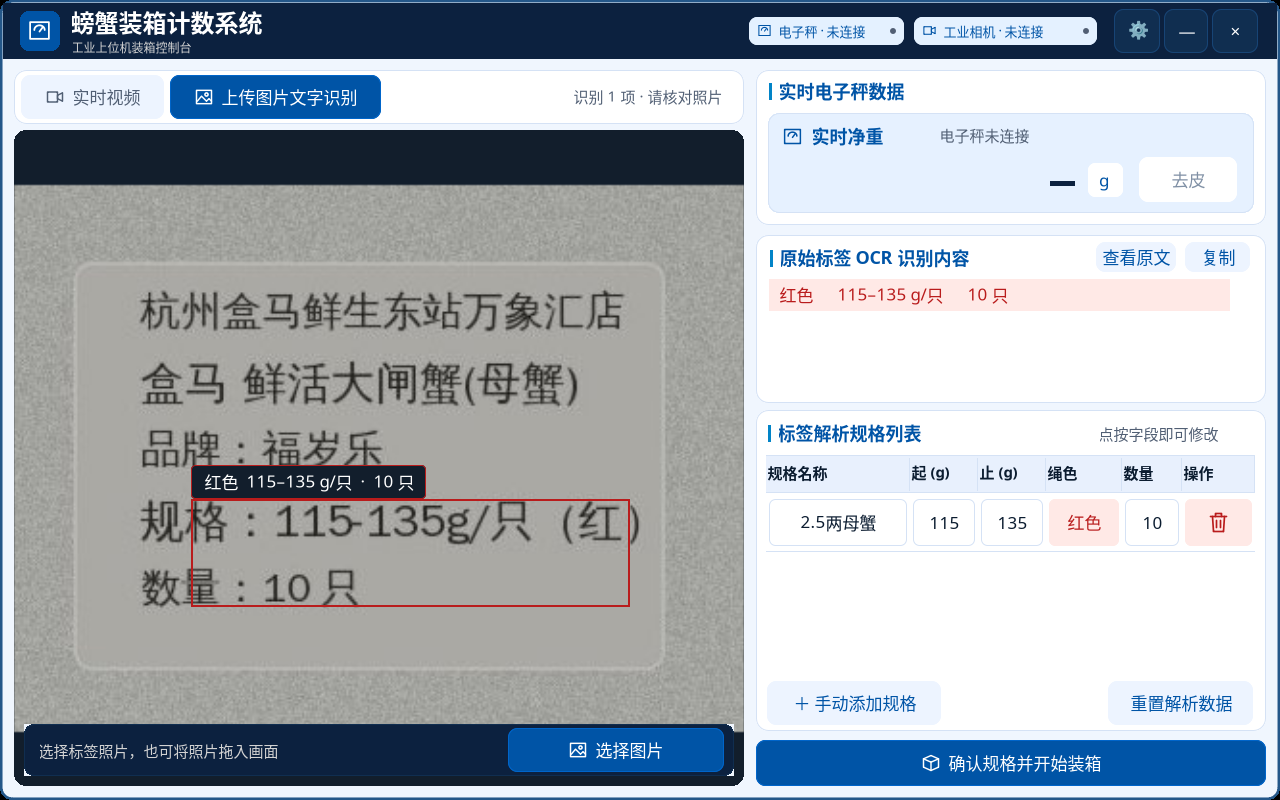 螃蟹装箱计数系统
工业上位机装箱控制台
电子秤 · 未连接
工业相机 · 未连接
实时视频
上传图片文字识别
识别 1 项 · 请核对照片
杭州盒马鲜生东站万象汇店
盒马 鲜活大闸蟹(母蟹)
品牌：福岁乐
红色 115–135 g/只 · 10 只
规格：115-135g/只（红）
数量：10 只
选择标签照片，也可将照片拖入画面
选择图片
实时电子秤数据
实时净重
电子秤未连接
— g 去皮
原始标签 OCR 识别内容
查看原文
复制
红色 115–135 g/只 10 只
标签解析规格列表
点按字段即可修改
规格名称 起 (g) 止 (g) 绳色 数量 操作
2.5两母蟹 115 135 红色 10
＋ 手动添加规格
重置解析数据
确认规格并开始装箱